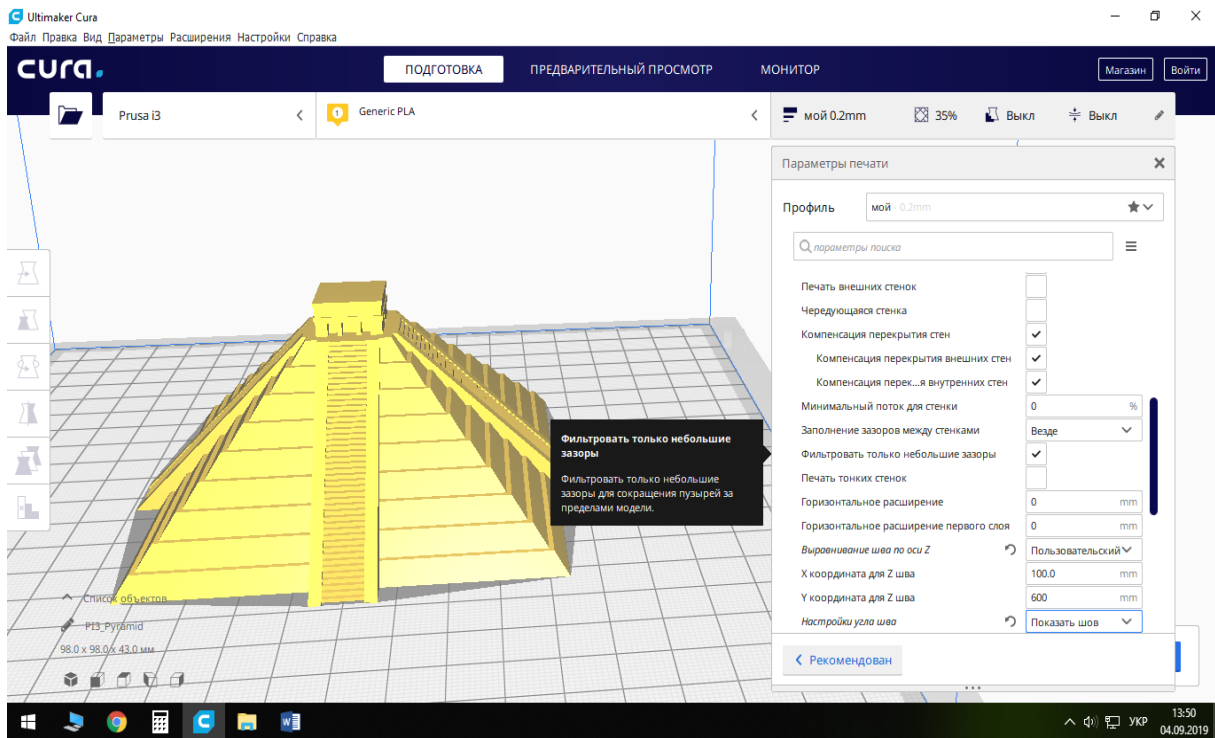 Ultimaker Cura
Файл Правка Вид Параметры Расширения Настройки Справка
cura.
ПОДГОТОВКА
ПРЕДВАРИТЕЛЬНЫЙ ПРОСМОТР
МОНИТОР
Магазин
Войти
Prusa i3
1
Generic PLA
мой 0.2mm
35%
Выкл
Выкл
Параметры печати
Профиль
мой 0.2mm
параметры поиска
Печать внешних стенок
Чередующаяся стенка
Компенсация перекрытия стен
Компенсация перекрытия внешних стен
Компенсация перек...я внутренних стен
Минимальный поток для стенки 0 %
Заполнение зазоров между стенками Везде
Фильтровать только небольшие зазоры
Печать тонких стенок
Горизонтальное расширение 0 mm
Горизонтальное расширение первого слоя 0 mm
Выравнивание шва по оси Z Пользовательский
X координата для Z шва 100.0 mm
Y координата для Z шва 600 mm
Настройки угла шва Показать шов
Рекомендован
Фильтровать только небольшие
зазоры
Фильтровать только небольшие
зазоры для сокращения пузырей за
пределами модели.
Список объектов
PI3_Pyramid
98.0 x 98.0 x 43.0 мм
УКР
13:50
04.09.2019